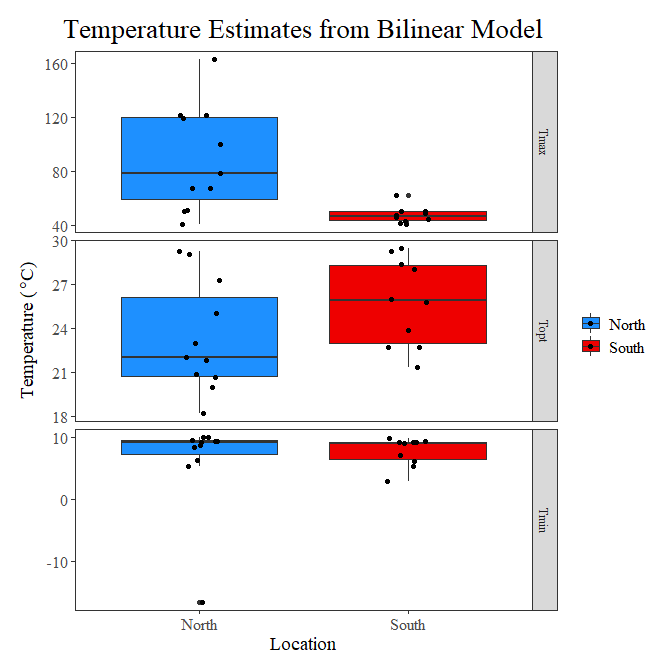 Temperature Estimates from Bilinear Model
Temperature (°C)
160
120
80
40
Tmax
30
27
24
21
18
Topt
10
0
-10
Tmin
North
South
Location
North
South